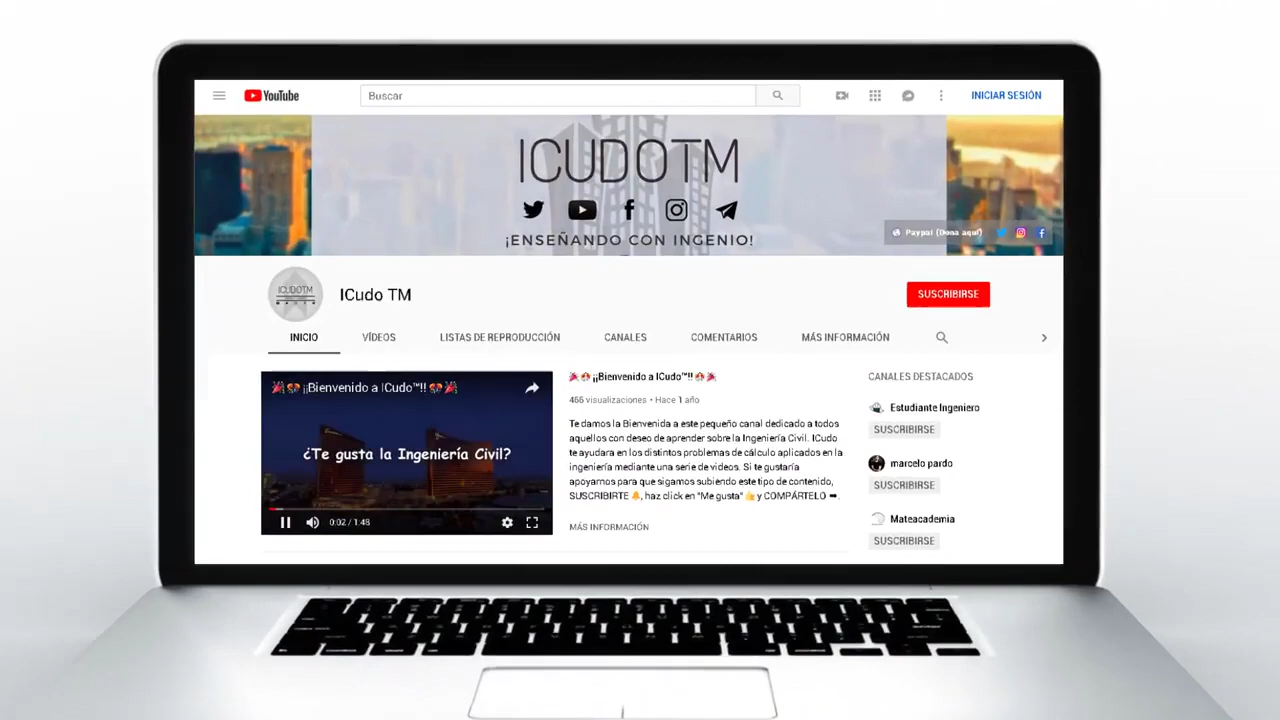 YouTube
Buscar
INICIAR SESIÓN
ICUDOTM
¡ENSEÑANDO CON INGENIO!
Paypal (Dona aquí)
ICUDOTM
ICudo TM
SUSCRIBIRSE
INICIO
VÍDEOS
LISTAS DE REPRODUCCIÓN
CANALES
COMENTARIOS
MÁS INFORMACIÓN
🎉🎊 ¡¡Bienvenido a ICudo™!! 🎊🎉
¿Te gusta la Ingeniería Civil?
0:02 / 1:48
🎉🎊 ¡¡Bienvenido a ICudo™!! 🎊🎉
466 visualizaciones • Hace 1 año
Te damos la Bienvenida a este pequeño canal dedicado a todos
aquellos con deseo de aprender sobre la Ingeniería Civil. ICudo
te ayudara en los distintos problemas de cálculo aplicados en la
ingeniería mediante una serie de videos. Si te gustaría
apoyarnos para que sigamos subiendo este tipo de contenido,
SUSCRIBIRTE 🔔, haz click en "Me gusta" 👍 y COMPÁRTELO ➡.
MÁS INFORMACIÓN
CANALES DESTACADOS
Estudiante Ingeniero
SUSCRIBIRSE
marcelo pardo
SUSCRIBIRSE
Mateacademia
SUSCRIBIRSE